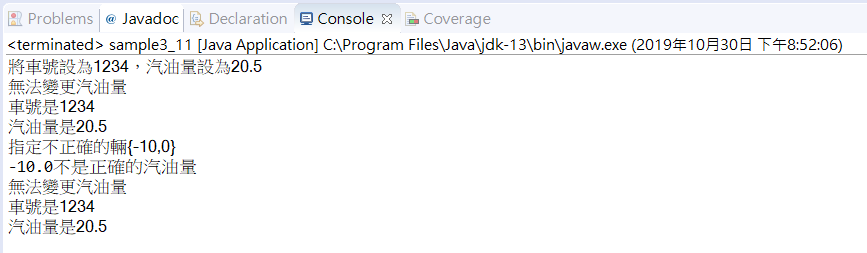 Problems @ Javadoc Declaration Console Coverage
<terminated> sample3_11 [Java Application] C:\Program Files\Java\jdk-13\bin\javaw.exe (2019年10月30日 下午8:52:06)
將車號設為1234，汽油量設為20.5
無法變更汽油量
車號是1234
汽油量是20.5
指定不正確的輛{-10,0}
-10.0不是正確的汽油量
無法變更汽油量
車號是1234
汽油量是20.5